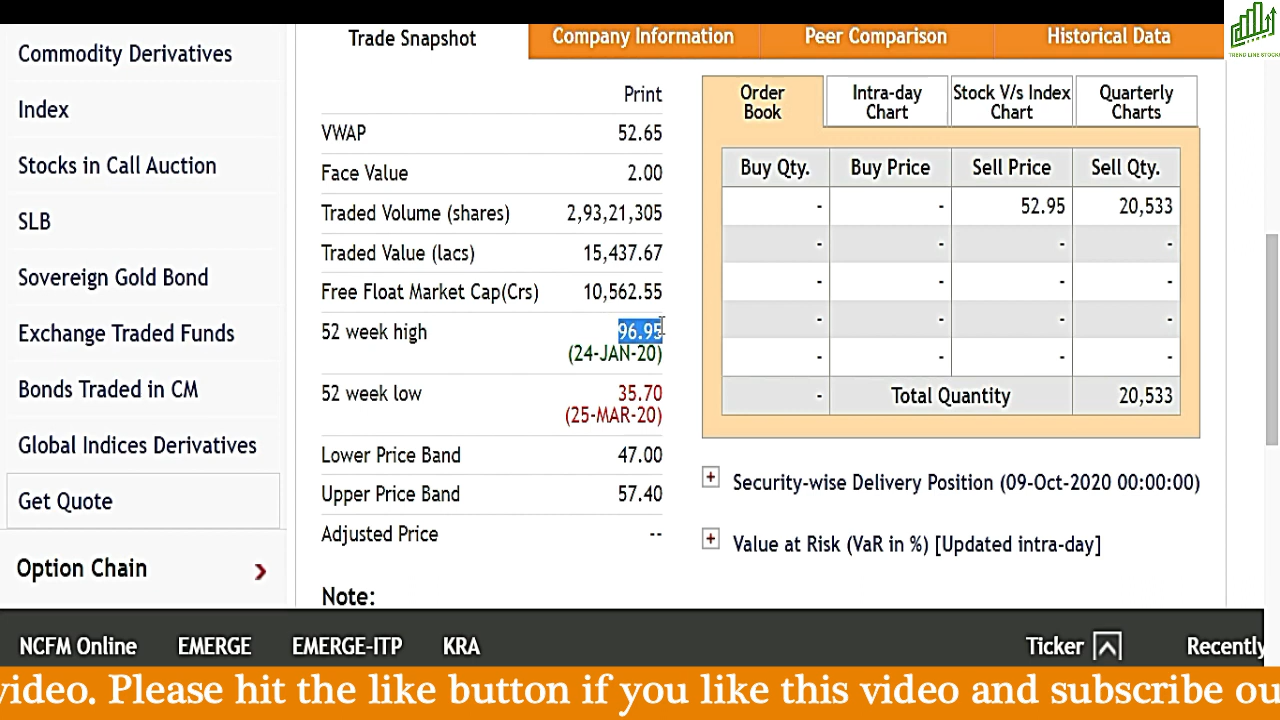 Commodity Derivatives
Index
Stocks in Call Auction
SLB
Sovereign Gold Bond
Exchange Traded Funds
Bonds Traded in CM
Global Indices Derivatives
Get Quote
Option Chain
Trade Snapshot
Company Information
Peer Comparison
Historical Data
Print
VWAP 52.65
Face Value 2.00
Traded Volume (shares) 2,93,21,305
Traded Value (lacs) 15,437.67
Free Float Market Cap(Crs) 10,562.55
52 week high 96.95
(24-JAN-20)
52 week low 35.70
(25-MAR-20)
Lower Price Band 47.00
Upper Price Band 57.40
Adjusted Price --
Note:
Order
Book
Intra-day
Chart
Stock V/s Index
Chart
Quarterly
Charts
Buy Qty. Buy Price Sell Price Sell Qty.
- - 52.95 20,533
- - - -
- - - -
- - - -
- - - -
- Total Quantity 20,533
+ Security-wise Delivery Position (09-Oct-2020 00:00:00)
+ Value at Risk (VaR in %) [Updated intra-day]
NCFM Online EMERGE EMERGE-ITP KRA Ticker Recently
video. Please hit the like button if you like this video and subscribe ou
TREND LINE STOCKS